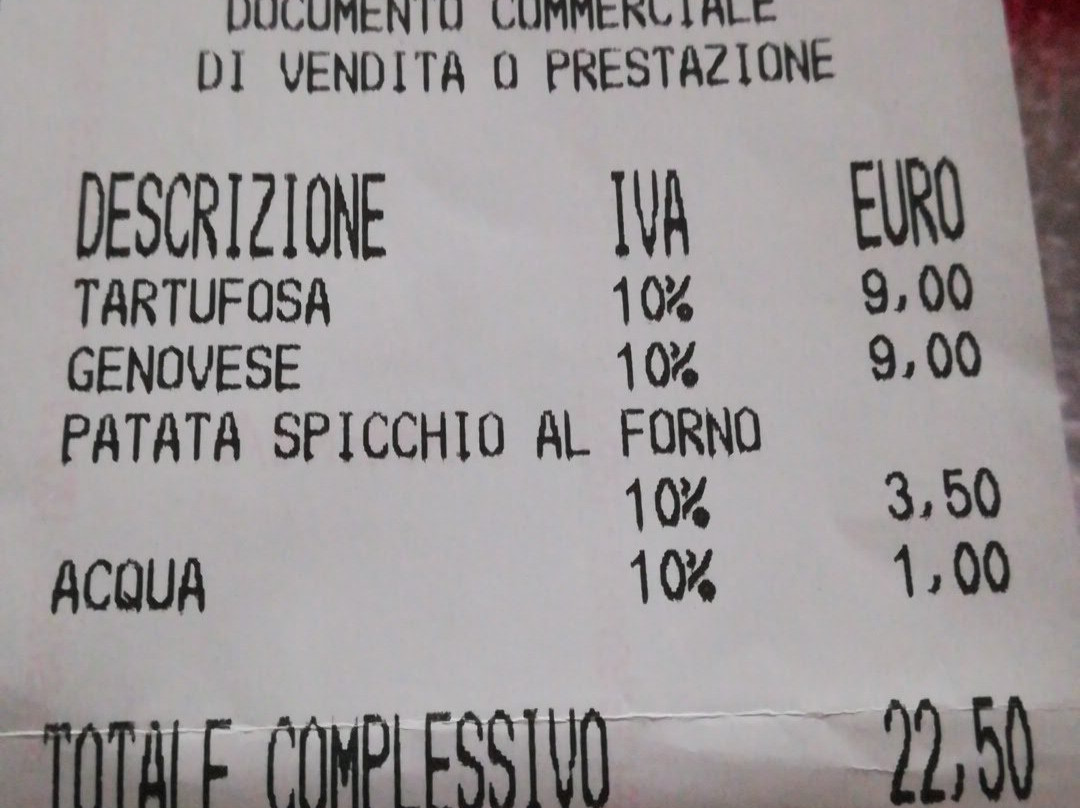 DOCUMENTO COMMERCIALE
DI VENDITA O PRESTAZIONE
DESCRIZIONE IVA EURO
TARTUFOSA 10% 9,00
GENOVESE 10% 9,00
PATATA SPICCHIO AL FORNO
10% 3,50
ACQUA 10% 1,00
TOTALE COMPLESSIVO 22,50